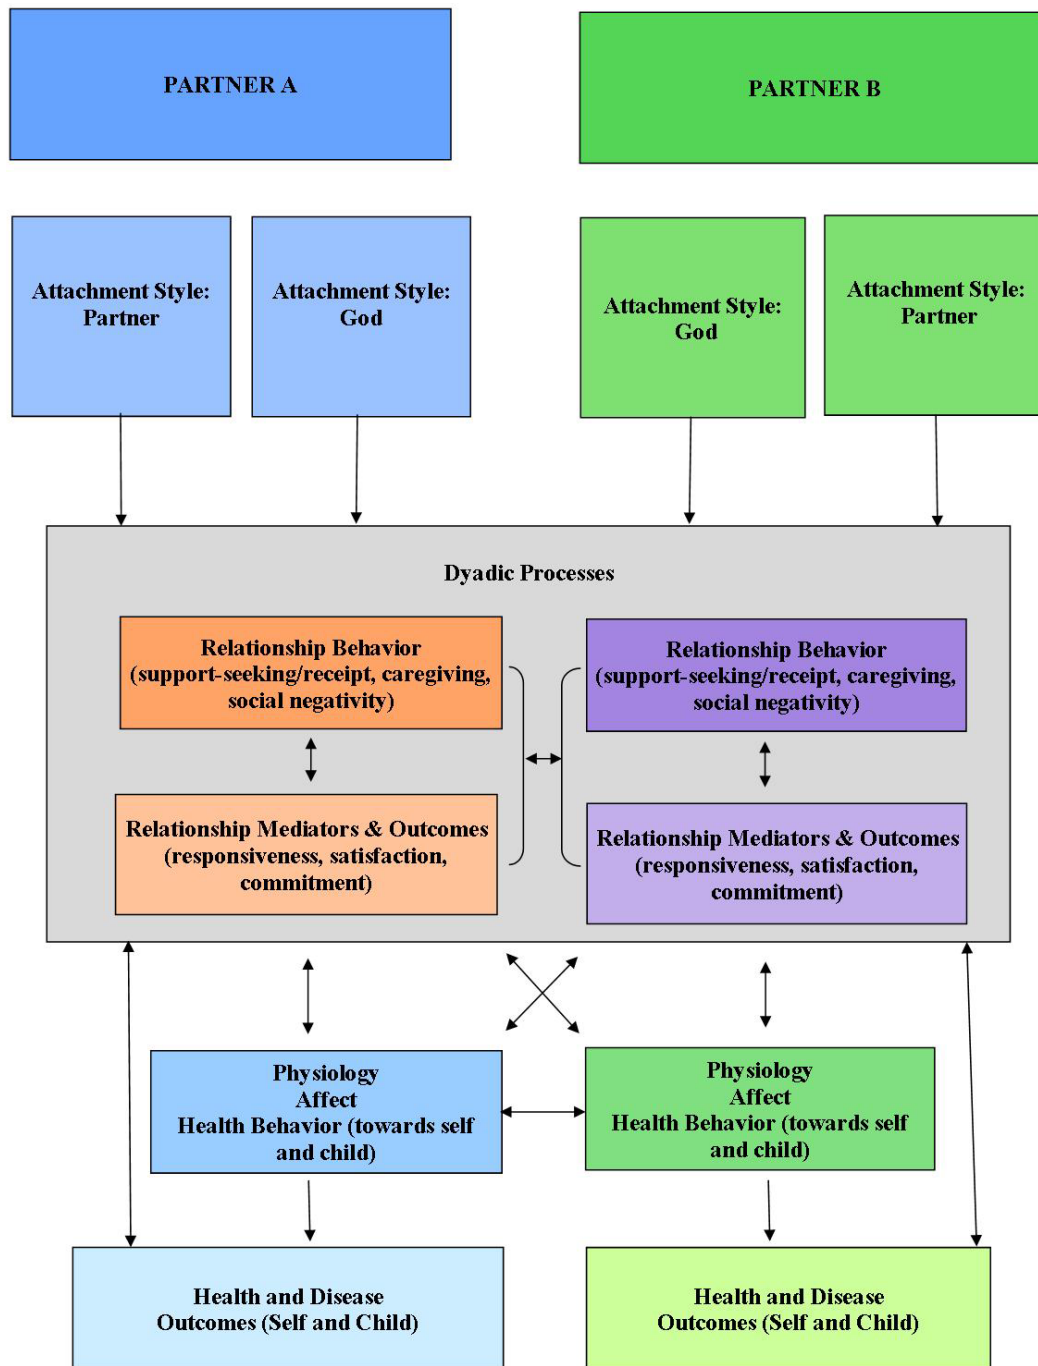 PARTNER A
PARTNER B
Attachment Style:
Partner
Attachment Style:
God
Attachment Style:
God
Attachment Style:
Partner
Dyadic Processes
Relationship Behavior
(support-seeking/receipt, caregiving,
social negativity)
Relationship Behavior
(support-seeking/receipt, caregiving,
social negativity)
Relationship Mediators & Outcomes
(responsiveness, satisfaction,
commitment)
Relationship Mediators & Outcomes
(responsiveness, satisfaction,
commitment)
Physiology
Affect
Health Behavior (towards self
and child)
Physiology
Affect
Health Behavior (towards self
and child)
Health and Disease
Outcomes (Self and Child)
Health and Disease
Outcomes (Self and Child)